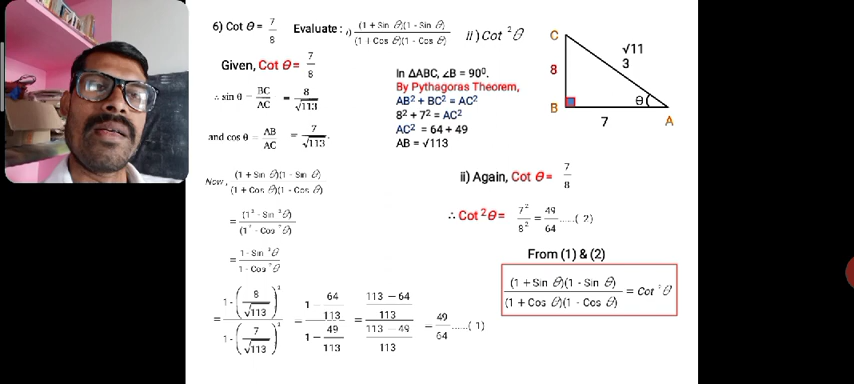 6) Cot θ = 7/8 Evaluate : i) (1 + Sin θ)(1 - Sin θ)/(1 + Cos θ)(1 - Cos θ) ii) Cot ²θ
Given, Cot θ = 7/8
∴ sin θ = BC/AC = 8/√113
and cos θ = AB/AC = 7/√113.
Now, (1 + Sin θ)(1 - Sin θ)/(1 + Cos θ)(1 - Cos θ)
= (1² - Sin ²θ)/(1² - Cos ²θ)
= 1 - Sin ²θ/1 - Cos ²θ
= 1 - (8/√113)²/1 - (7/√113)² = 1 - 64/113/1 - 49/113 = 113 - 64/113/113 - 49/113 = 49/64 .....( 1)
In ΔABC, ∠B = 90⁰.
By Pythagoras Theorem,
AB² + BC² = AC²
8² + 7² = AC²
AC² = 64 + 49
AB = √113
C
√11
3
8
B
θ
A
7
ii) Again, Cot θ = 7/8
∴ Cot ²θ = 7²/8² = 49/64 .....( 2)
From (1) & (2)
(1 + Sin θ)(1 - Sin θ)/(1 + Cos θ)(1 - Cos θ) = Cot ²θ